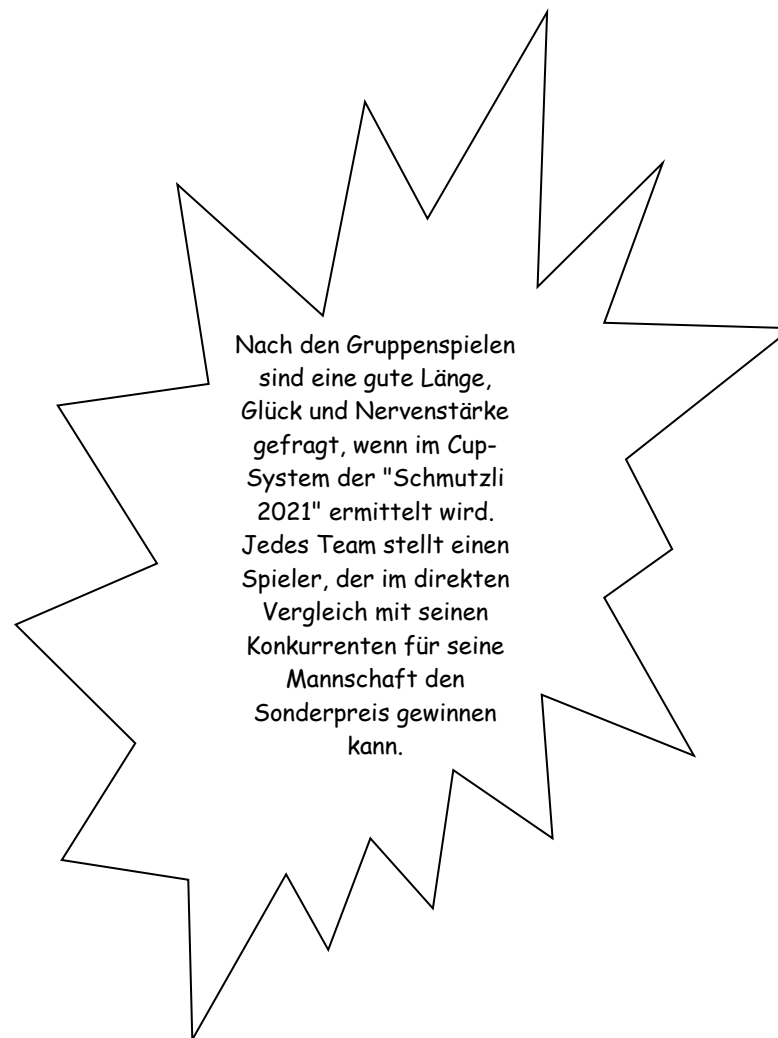 Nach den Gruppenspielen
sind eine gute Länge,
Glück und Nervenstärke
gefragt, wenn im Cup-
System der "Schmutzli
2021" ermittelt wird.
Jedes Team stellt einen
Spieler, der im direkten
Vergleich mit seinen
Konkurrenten für seine
Mannschaft den
Sonderpreis gewinnen
kann.